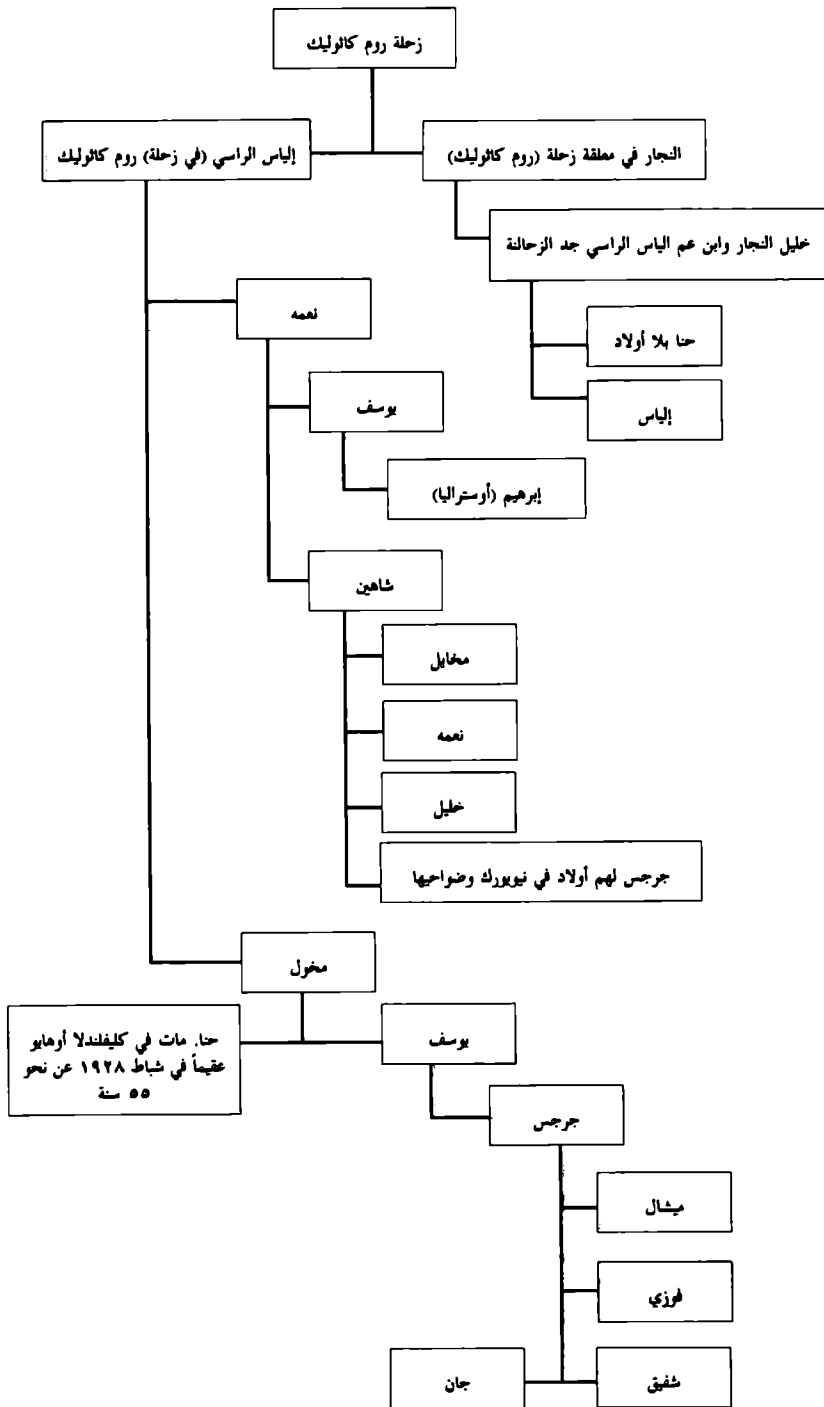 زحلة روم كاثوليك
النجار في معلقة زحلة (روم كاثوليك)
إلياس الراسي (في زحلة) روم كاثوليك
خليل النجار وابن عم الياس الراسي جد الزحالنة
نعمه
حنا بلا أولاد
يوسف
إلياس
إبرهيم (أوستراليا)
شاهين
مخايل
نعمه
خليل
جرجس لهم أولاد في نيويورك وضواحيها
مخول
يوسف
حنا. مات في كليفلندلا أوهايو
عقيماً في شباط ١٩٢٨ عن نحو
٥٥ سنة
جرجس
ميشال
فوزي
شفيق
جان